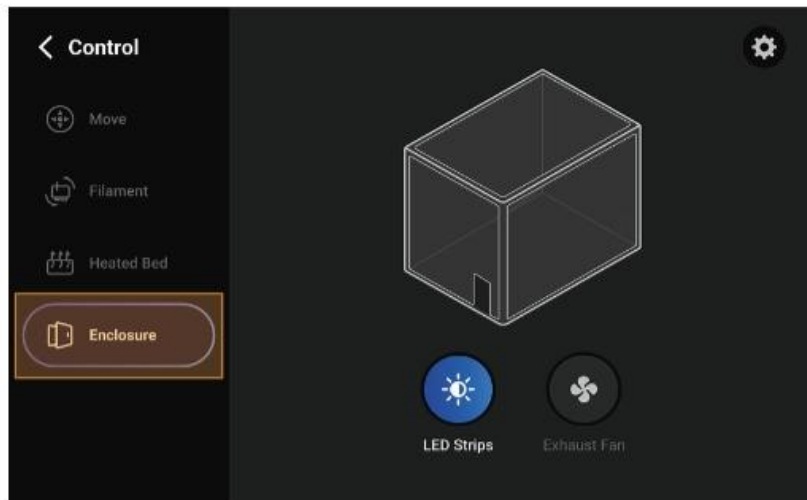 Control
Move
Filament
Heated Bed
Enclosure
LED Strips
Exhaust Fan